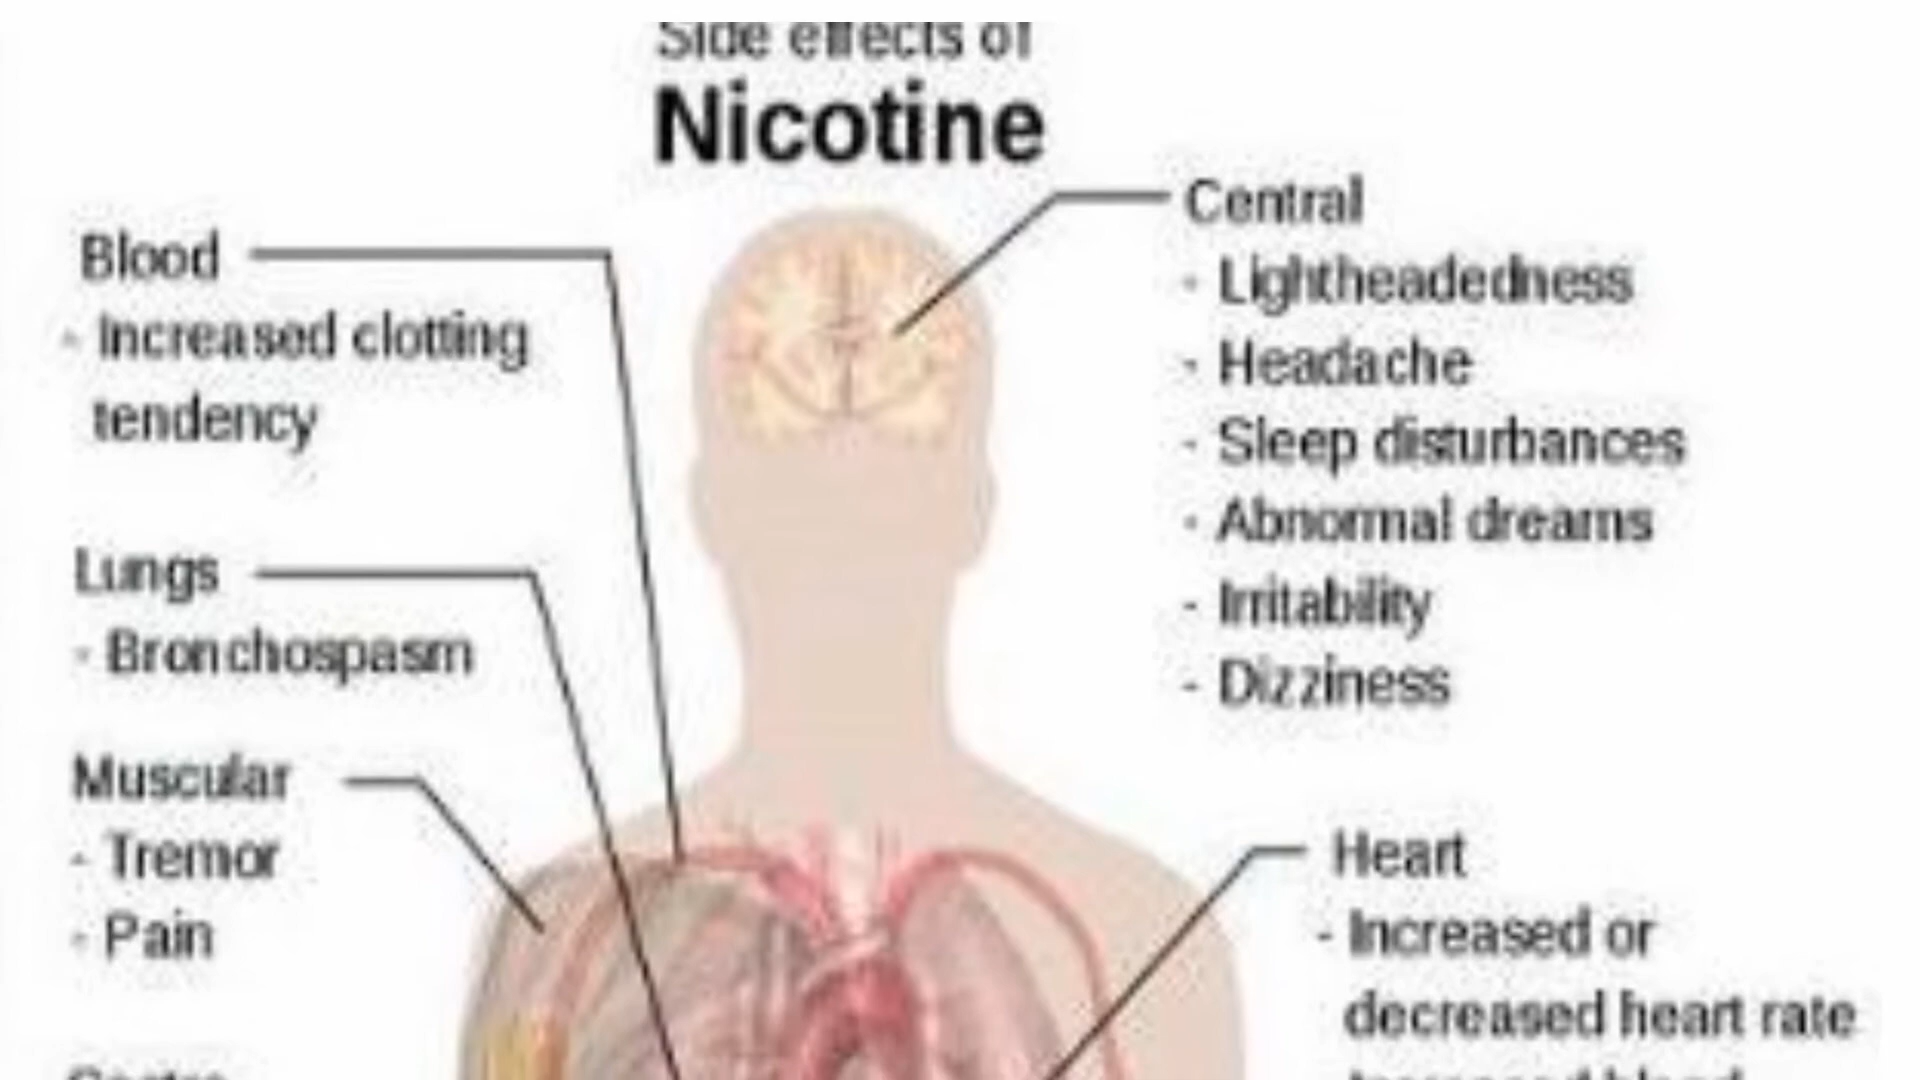 Side effects of
Nicotine
Blood
- Increased clotting
tendency
Lungs
- Bronchospasm
Muscular
- Tremor
- Pain
Central
- Lightheadedness
- Headache
- Sleep disturbances
- Abnormal dreams
- Irritability
- Dizziness
Heart
- Increased or
decreased heart rate